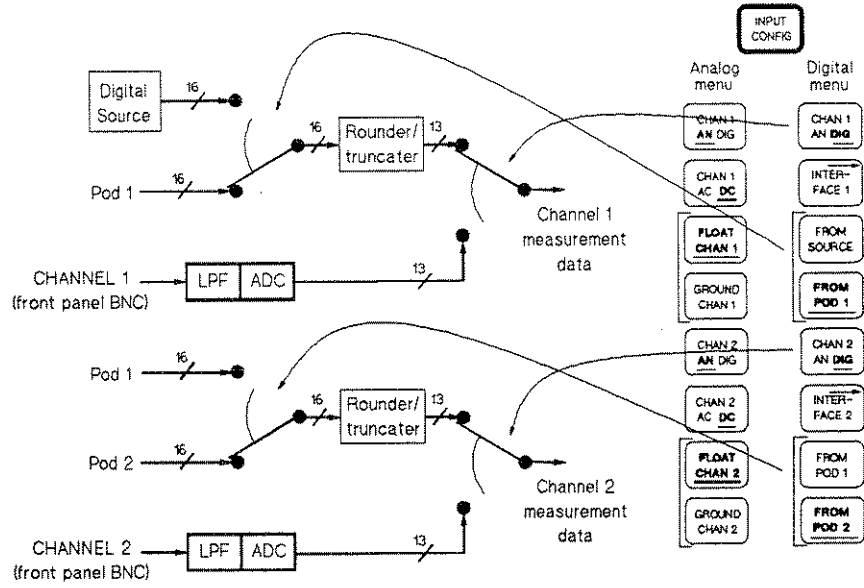 INPUT
CONFIG
Analog
menu
Digital
menu
Digital
Source
16
16
Rounder/
truncater
13
Pod 1
16
Channel 1
measurement
data
CHANNEL 1
(front panel BNC)
LPF
ADC
13
Pod 1
16
16
Rounder/
truncater
13
Pod 2
16
Channel 2
measurement
data
CHANNEL 2
(front panel BNC)
LPF
ADC
13
CHAN 1
AN DIG
CHAN 1
AC DC
FLOAT
CHAN 1
GROUND
CHAN 1
CHAN 2
AN DIG
CHAN 2
AC DC
FLOAT
CHAN 2
GROUND
CHAN 2
CHAN 1
AN DIG
INTER-
FACE 1
FROM
SOURCE
FROM
POD 1
CHAN 2
AN DIG
INTER-
FACE 2
FROM
POD 1
FROM
POD 2